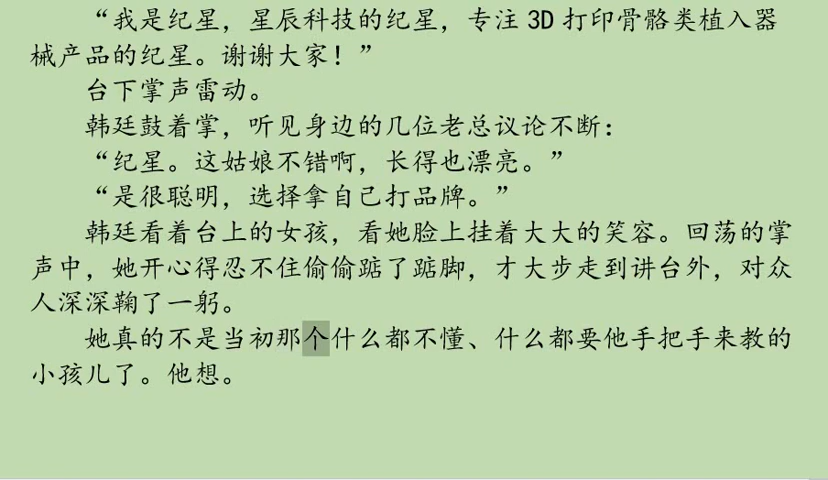 “我是纪星，星辰科技的纪星，专注 3D 打印骨骼类植入器
械产品的纪星。谢谢大家！”
台下掌声雷动。
韩廷鼓着掌，听见身边的几位老总议论不断：
“纪星。这姑娘不错啊，长得也漂亮。”
“是很聪明，选择拿自己打品牌。”
韩廷看着台上的女孩，看她脸上挂着大大的笑容。回荡的掌
声中，她开心得忍不住偷偷踮了踮脚，才大步走到讲台外，对众
人深深鞠了一躬。
她真的不是当初那个什么都不懂、什么都要他手把手来教的
小孩儿了。他想。